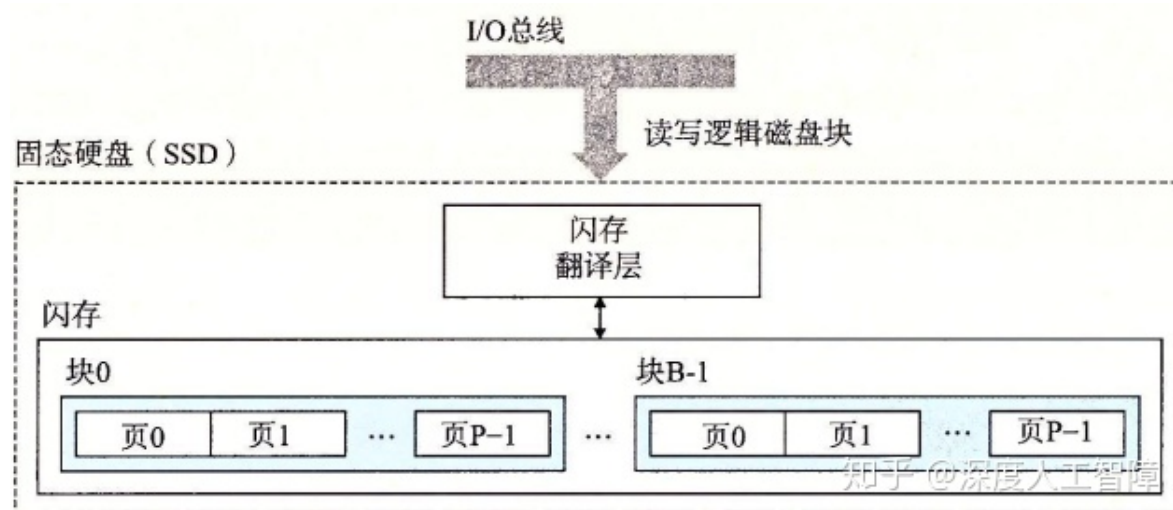 I/O总线
读写逻辑磁盘块
固态硬盘（SSD）
闪存
翻译层
闪存
块0
块B-1
页0 页1 … 页P-1 … 页0 页1 … 页P-1
知乎 @深度人工智障